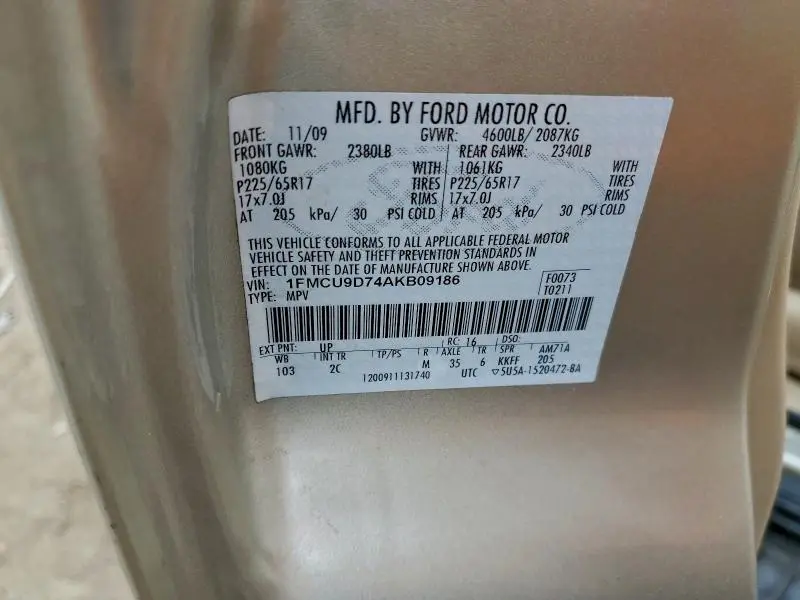 MFD. BY FORD MOTOR CO.
DATE: 11/09 GVWR: 4600LB/ 2087KG
FRONT GAWR: 2380LB REAR GAWR: 2340LB
1080KG WITH 1061KG WITH
P225/65R17 TIRES P225/65R17 TIRES
17x7.0J RIMS 17x7.0J RIMS
AT 205 kPa/ 30 PSI COLD AT 205 kPa/ 30 PSI COLD
THIS VEHICLE CONFORMS TO ALL APPLICABLE FEDERAL MOTOR
VEHICLE SAFETY AND THEFT PREVENTION STANDARDS IN
EFFECT ON THE DATE OF MANUFACTURE SHOWN ABOVE.
VIN: 1FMCU9D74AKB09186 F0073
TYPE: MPV T0211
EXT PNT: UP RC: 16 DSO:
WB INT TR TP/PS R AXLE TR SPR AM71A
103 2C M 35 6 KKFF 205
1200911131740 UTC ▽5U5A-1520472-BA